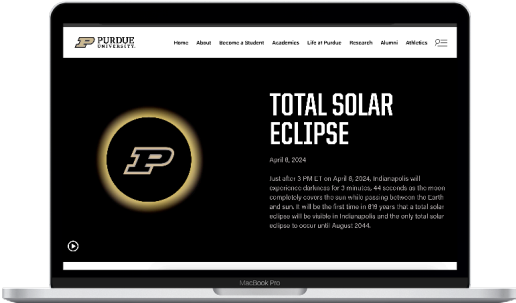 PURDUE
UNIVERSITY.
Home About Become a Student Academics Life at Purdue Research Alumni Athletics
TOTAL SOLAR
ECLIPSE
April 8, 2024
Just after 3 PM ET on April 8, 2024, Indianapolis will
experience darkness for 3 minutes, 44 seconds as the moon
completely covers the sun while passing between the Earth
and sun. It will be the first time in 819 years that a total solar
eclipse will be visible in Indianapolis and the only total solar
eclipse to occur until August 2044.
P
MacBook Pro